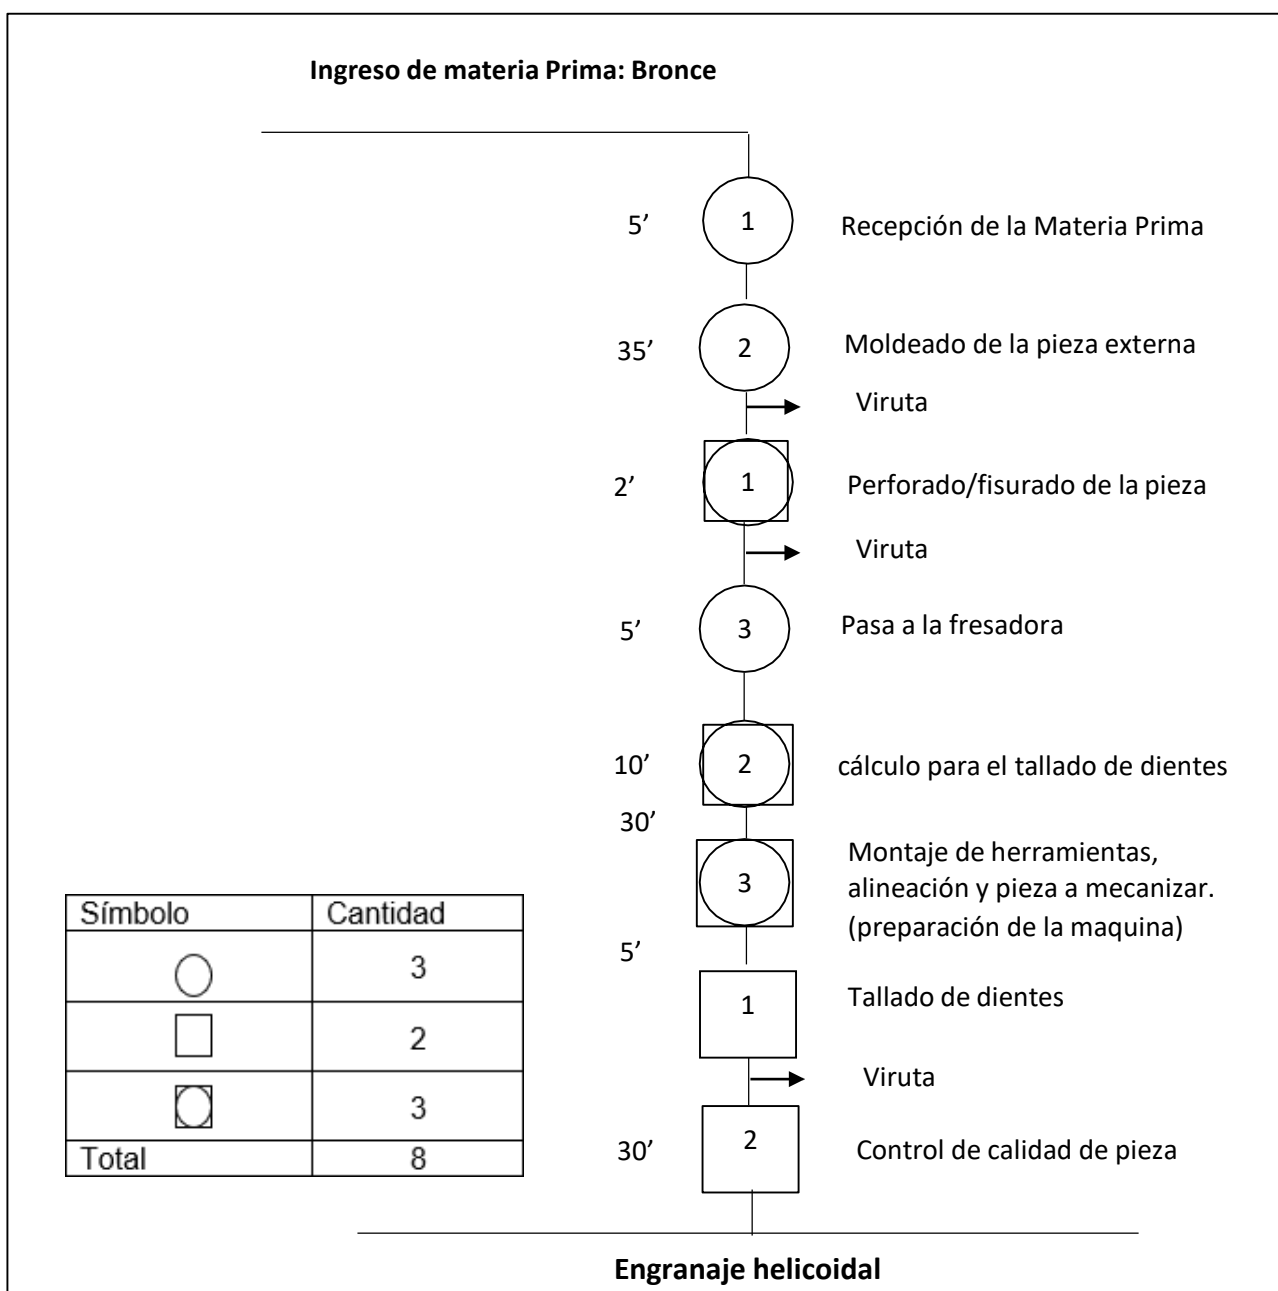 Ingreso de materia Prima: Bronce
5’ 1 Recepción de la Materia Prima
35’ 2 Moldeado de la pieza externa
Viruta
2’ 1 Perforado/fisurado de la pieza
Viruta
5’ 3 Pasa a la fresadora
10’ 2 cálculo para el tallado de dientes
30’
3 Montaje de herramientas,
alineación y pieza a mecanizar.
(preparación de la maquina)
5’
1 Tallado de dientes
Viruta
30’ 2 Control de calidad de pieza
Símbolo Cantidad
3
2
3
Total 8
Engranaje helicoidal